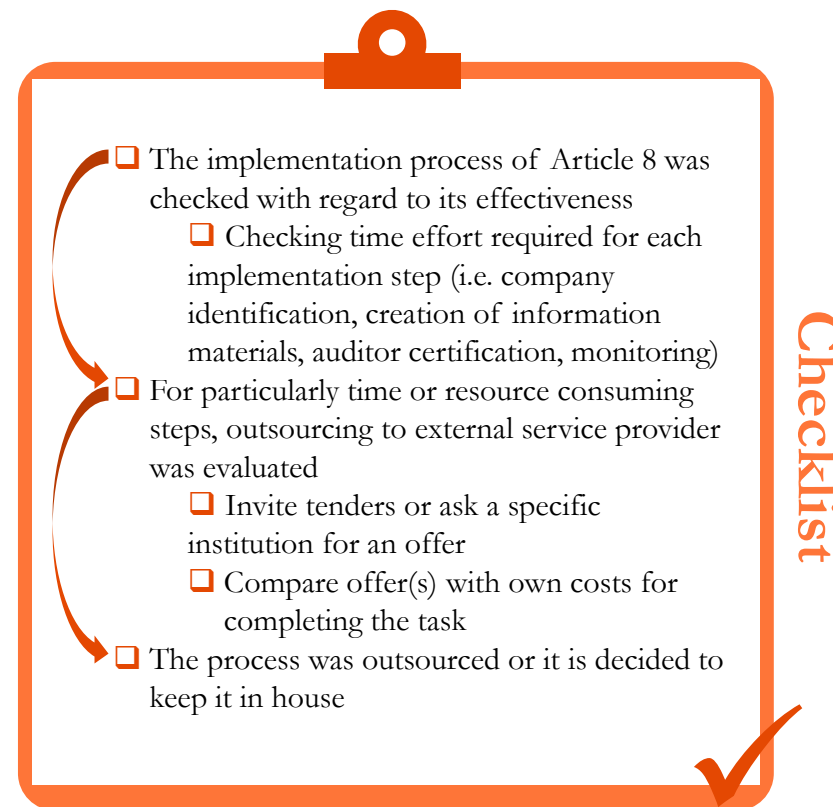 ❑ The implementation process of Article 8 was
checked with regard to its effectiveness
❑ Checking time effort required for each
implementation step (i.e. company
identification, creation of information
materials, auditor certification, monitoring)
❑ For particularly time or resource consuming
steps, outsourcing to external service provider
was evaluated
❑ Invite tenders or ask a specific
institution for an offer
❑ Compare offer(s) with own costs for
completing the task
❑ The process was outsourced or it is decided to
keep it in house
Checklist